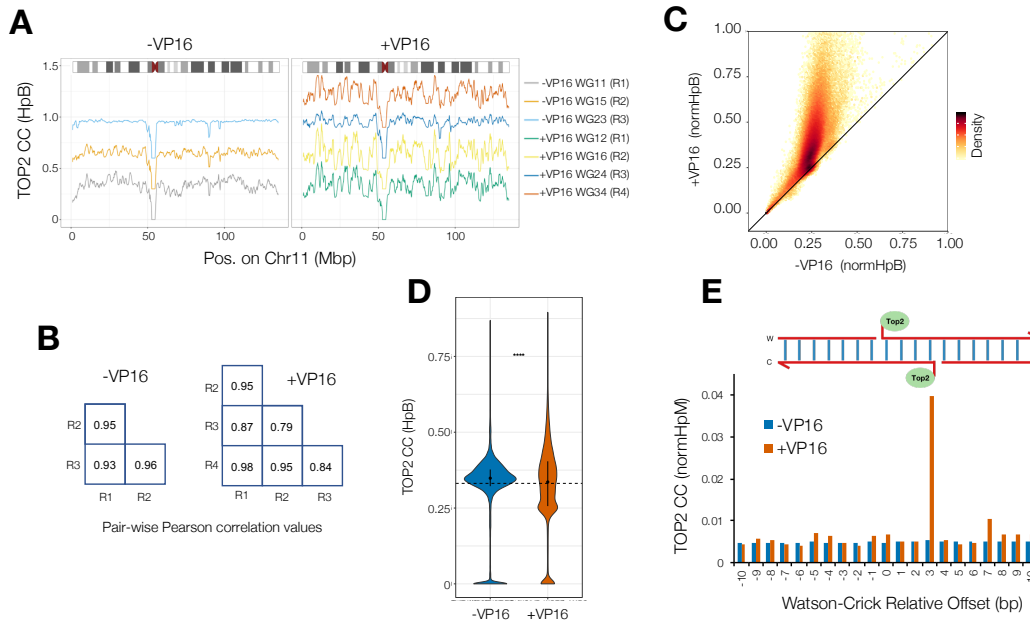 A
-VP16
+VP16
TOP2 CC (HpB)
1.5
1.0
0.5
0
0
50
100
0
50
100
Pos. on Chr11 (Mbp)
-VP16 WG11 (R1)
-VP16 WG15 (R2)
-VP16 WG23 (R3)
+VP16 WG12 (R1)
+VP16 WG16 (R2)
+VP16 WG24 (R3)
+VP16 WG34 (R4)
B
-VP16
R2
0.95
R3
0.93
0.96
R1
R2
+VP16
R2
0.95
R3
0.87
0.79
R4
0.98
0.95
0.84
R1
R2
R3
Pair-wise Pearson correlation values
C
+VP16 (normHpB)
1.00
0.75
0.50
0.25
0.00
0.00
0.25
0.50
0.75
1.00
-VP16 (normHpB)
Density
D
TOP2 CC (HpB)
0.75
0.50
0.25
0
****
-VP16
+VP16
E
Top2
W
C
Top2
TOP2 CC (normHpM)
0.04
0.03
0.02
0.01
0
-VP16
+VP16
-10
-9
-8
-7
-6
-5
-4
-3
-2
-1
0
1
2
3
4
5
6
7
8
9
10
Watson-Crick Relative Offset (bp)